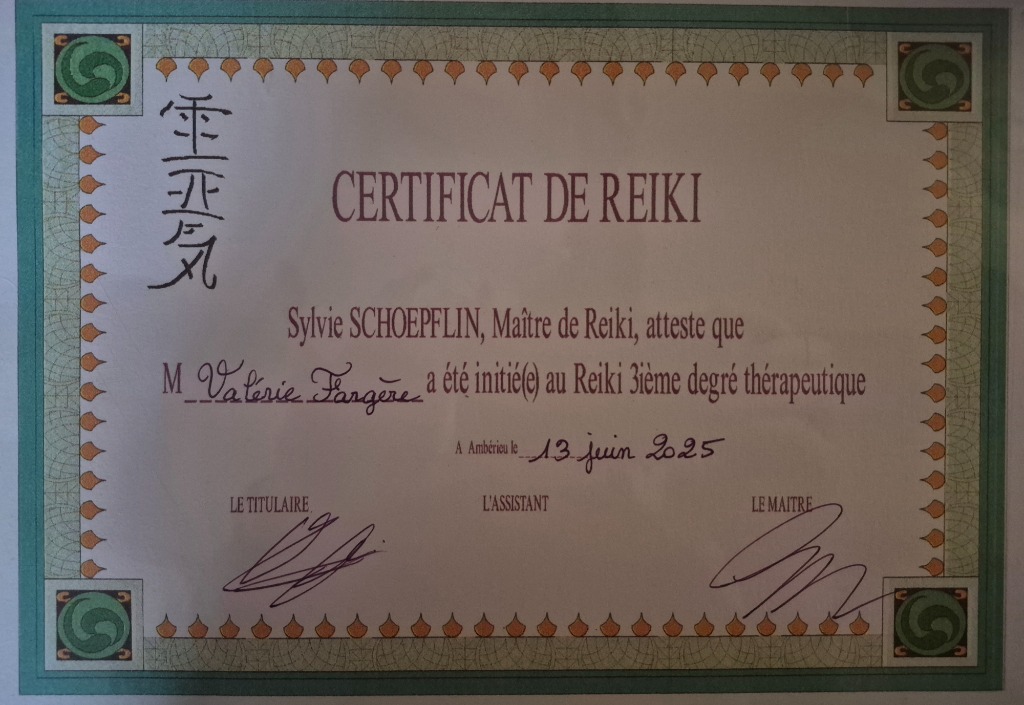 霊気
CERTIFICAT DE REIKI
Sylvie SCHOEPFLIN, Maître de Reiki, atteste que
M Valérie Fargère a été initié(e) au Reiki 3ième degré thérapeutique
A Ambérieu le 13 juin 2025
LE TITULAIRE L'ASSISTANT LE MAITRE